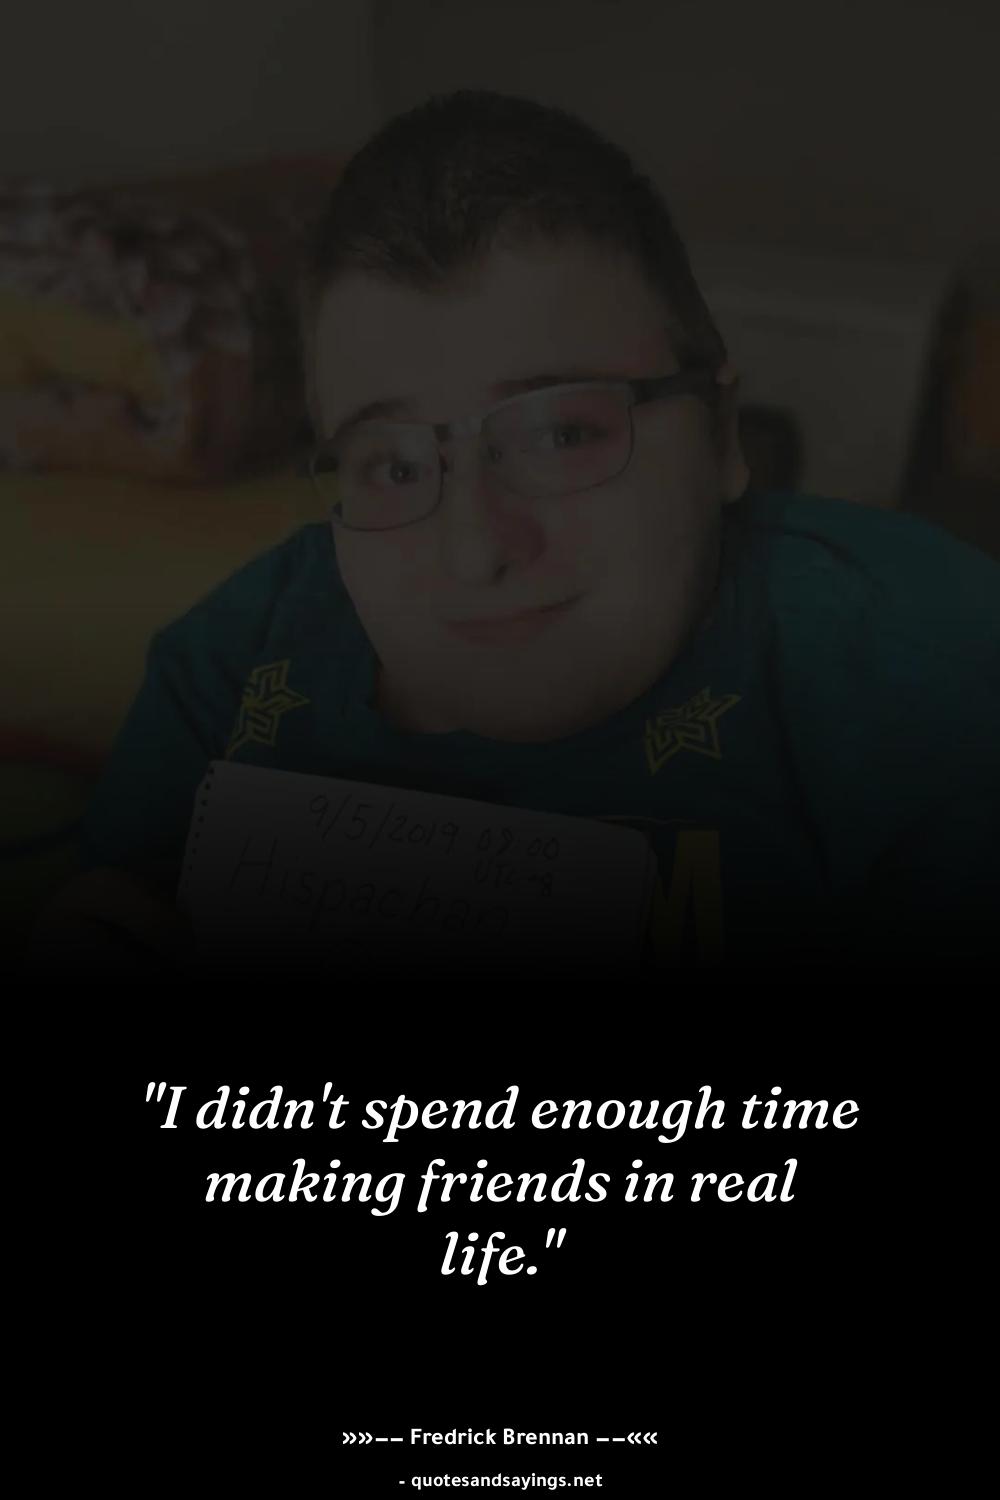 9/5/2019 09:00
UTC+8
Hispachan
M
"I didn't spend enough time
making friends in real
life."
»»–– Fredrick Brennan ––««
- quotesandsayings.net